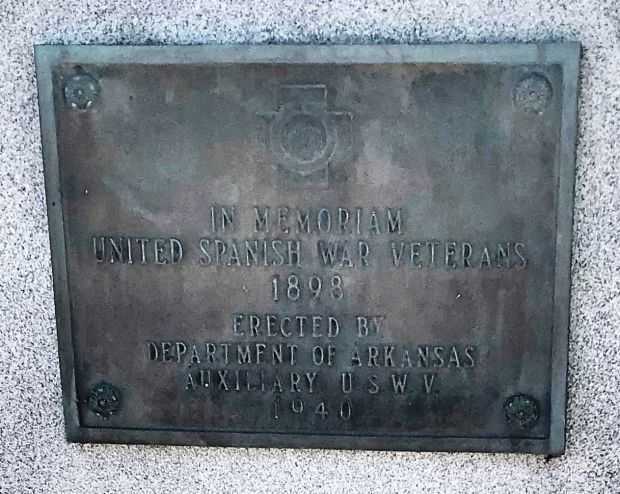 IN MEMORIAM
UNITED SPANISH WAR VETERANS
1898
ERECTED BY
DEPARTMENT OF ARKANSAS
AUXILIARY U.S.W.V.
1940